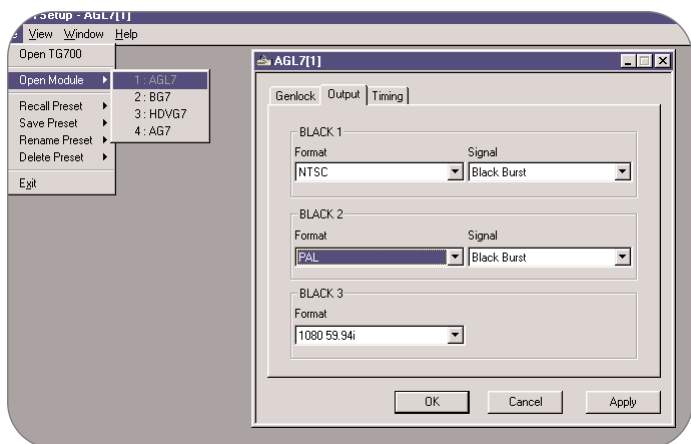 Setup - AGL7[1]
View Window Help
Open TG700
Open Module
Recall Preset
Save Preset
Rename Preset
Delete Preset
Exit
1 : AGL7
2 : BG7
3 : HDVG7
4 : AG7
AGL7[1]
Genlock Output Timing
BLACK 1
Format Signal
NTSC Black Burst
BLACK 2
Format Signal
PAL Black Burst
BLACK 3
Format
1080 59.94i
OK Cancel Apply